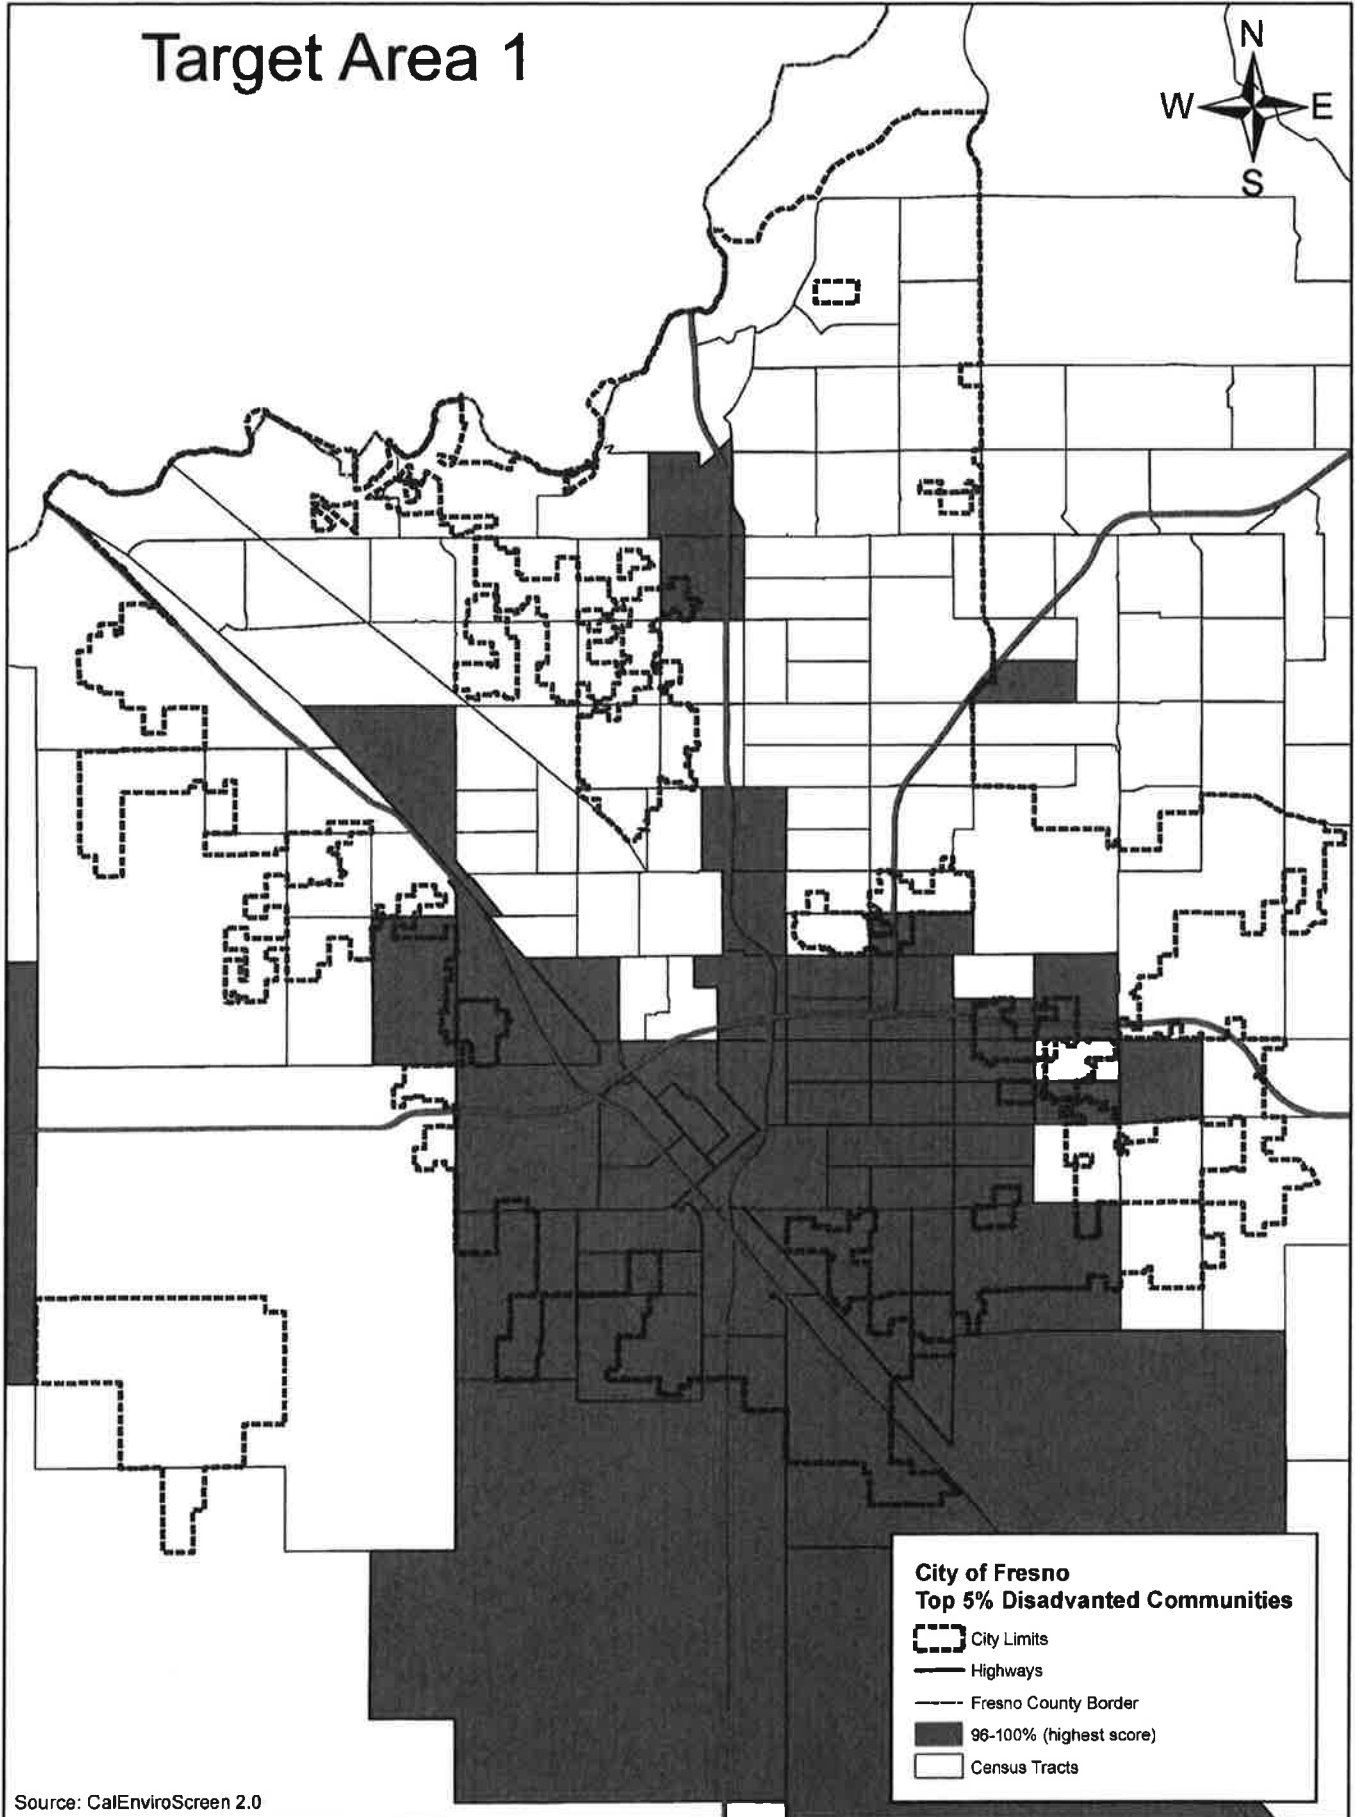 Target Area 1
N
W E
S
City of Fresno
Top 5% Disadvanted Communities
City Limits
Highways
Fresno County Border
96-100% (highest score)
Census Tracts
Source: CalEnviroScreen 2.0